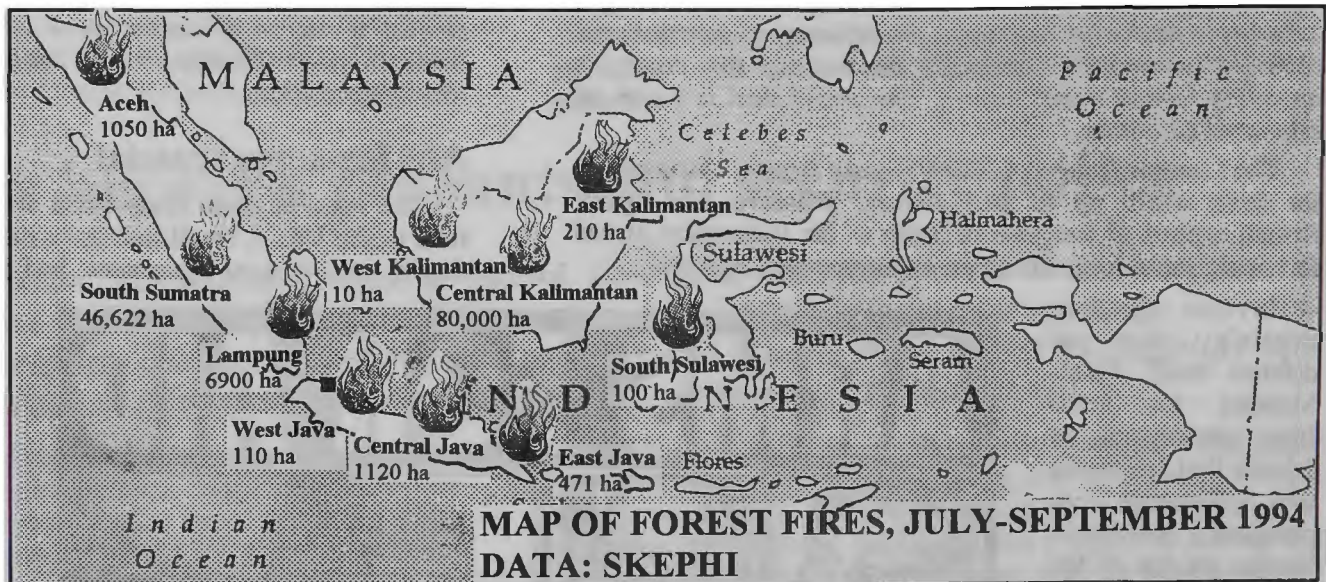 MALAYSIA
Pacific
Ocean
Aceh
1050 ha
Celebes
Sea
East Kalimantan
210 ha
Halmahera
Sulawesi
West Kalimantan
10 ha
Central Kalimantan
80,000 ha
South Sumatra
46,622 ha
Buru
Seram
Lampung
6900 ha
South Sulawesi
100 ha
INDONESIA
West Java
110 ha
Central Java
1120 ha
East Java
471 ha
Flores
Indian
Ocean
MAP OF FOREST FIRES, JULY-SEPTEMBER 1994
DATA: SKEPHI